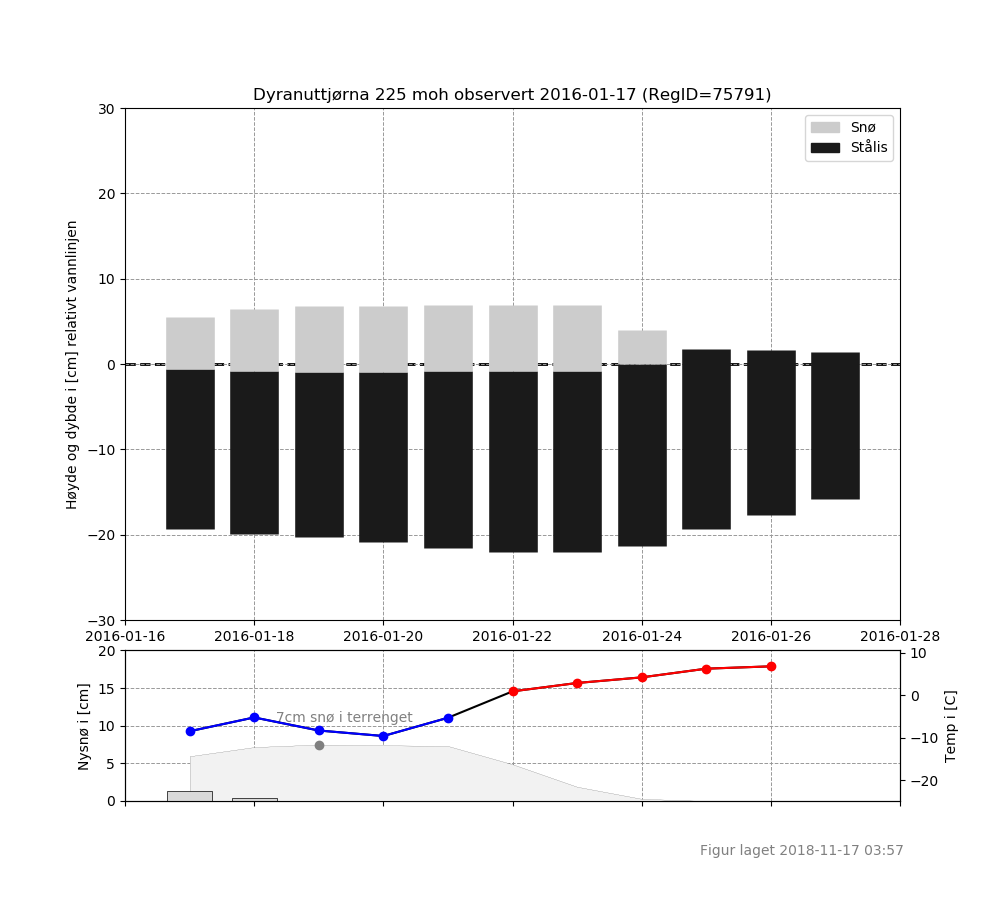 Dyranuttjørna 225 moh observert 2016-01-17 (RegID=75791)
Snø
Stålis
Høyde og dybde i [cm] relativt vannlinjen
30
20
10
0
−10
−20
−30
2016-01-16 2016-01-18 2016-01-20 2016-01-22 2016-01-24 2016-01-26 2016-01-28
Nysnø i [cm]
20
15
10
5
0
7cm snø i terrenget
10
0
−10
−20
Temp i [C]
Figur laget 2018-11-17 03:57